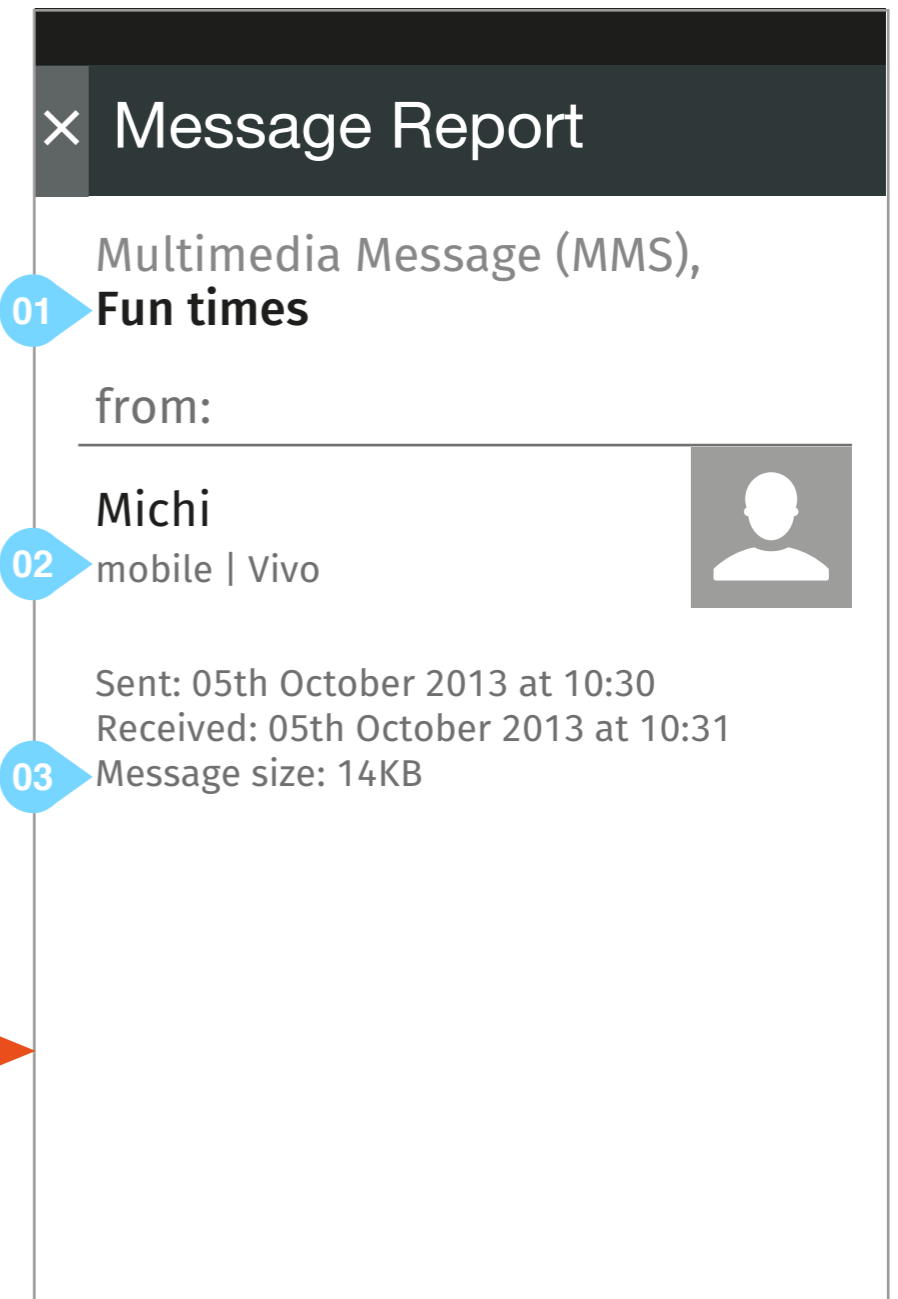 × Message Report
Multimedia Message (MMS),
01 Fun times
from:
Michi
02 mobile | Vivo
Sent: 05th October 2013 at 10:30
Received: 05th October 2013 at 10:31
03 Message size: 14KB